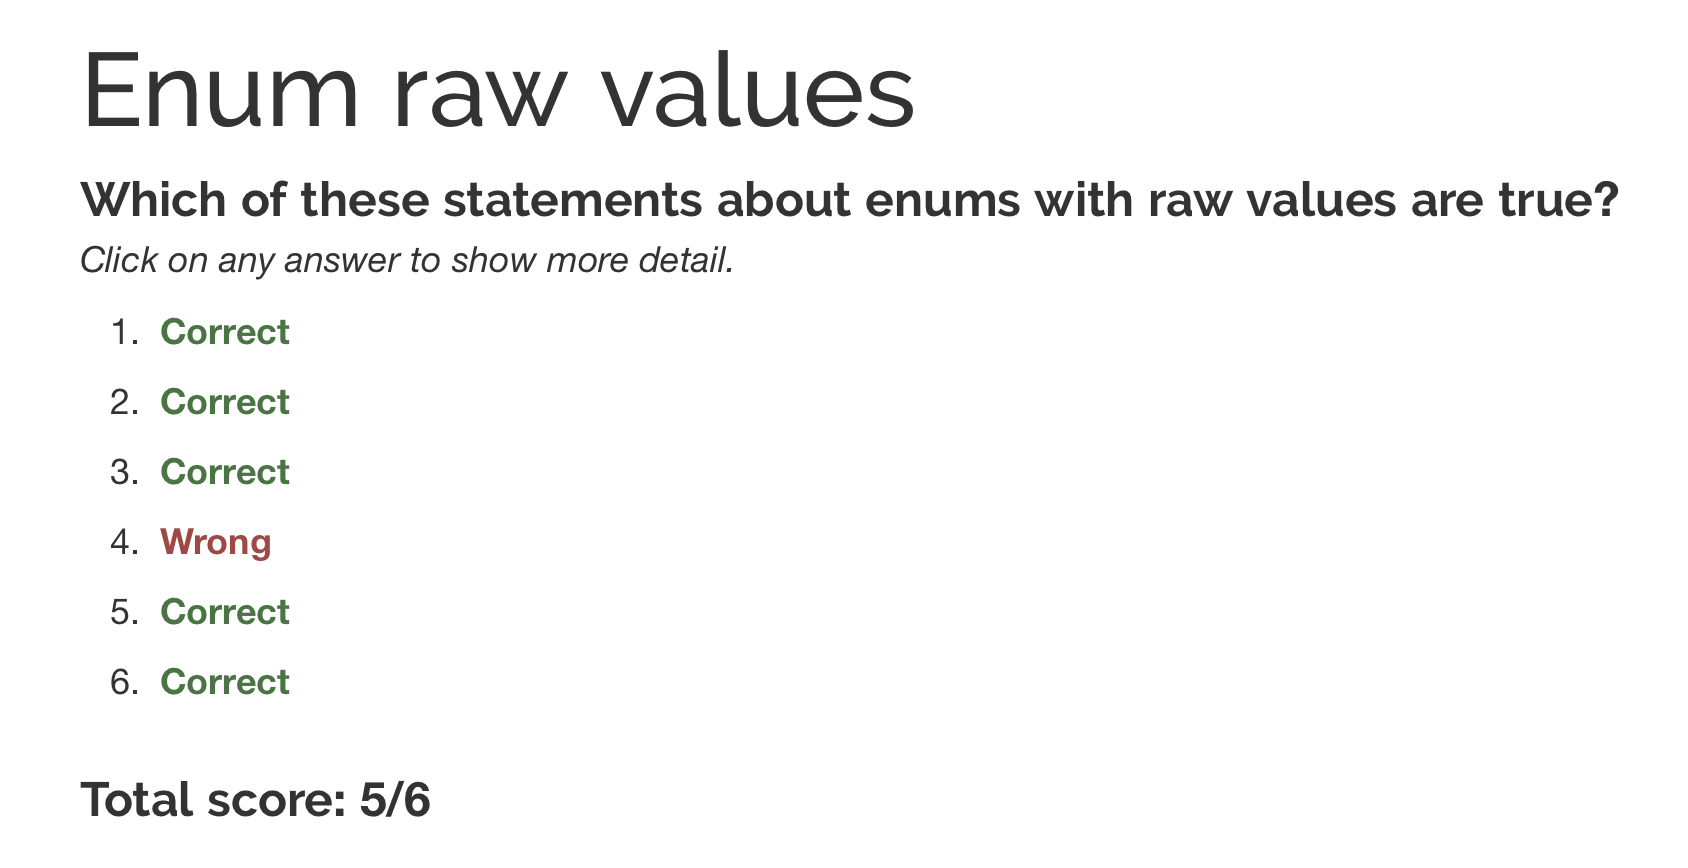 Enum raw values
Which of these statements about enums with raw values are true?
Click on any answer to show more detail.
1. Correct
2. Correct
3. Correct
4. Wrong
5. Correct
6. Correct
Total score: 5/6